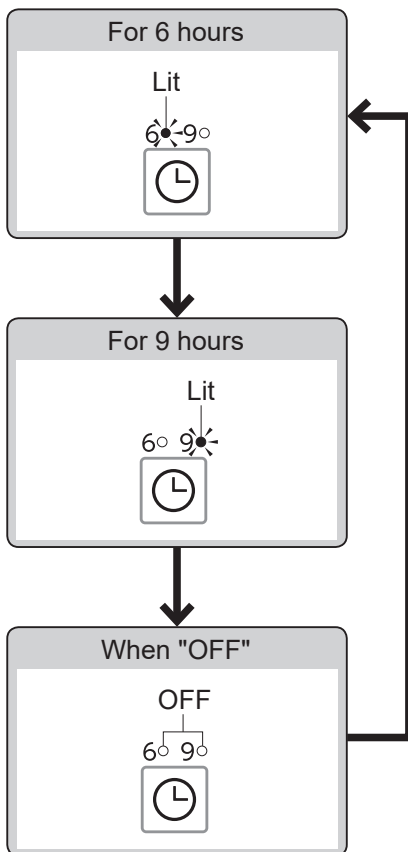 For 6 hours
Lit
6 9
For 9 hours
Lit
6 9
When "OFF"
OFF
6 9